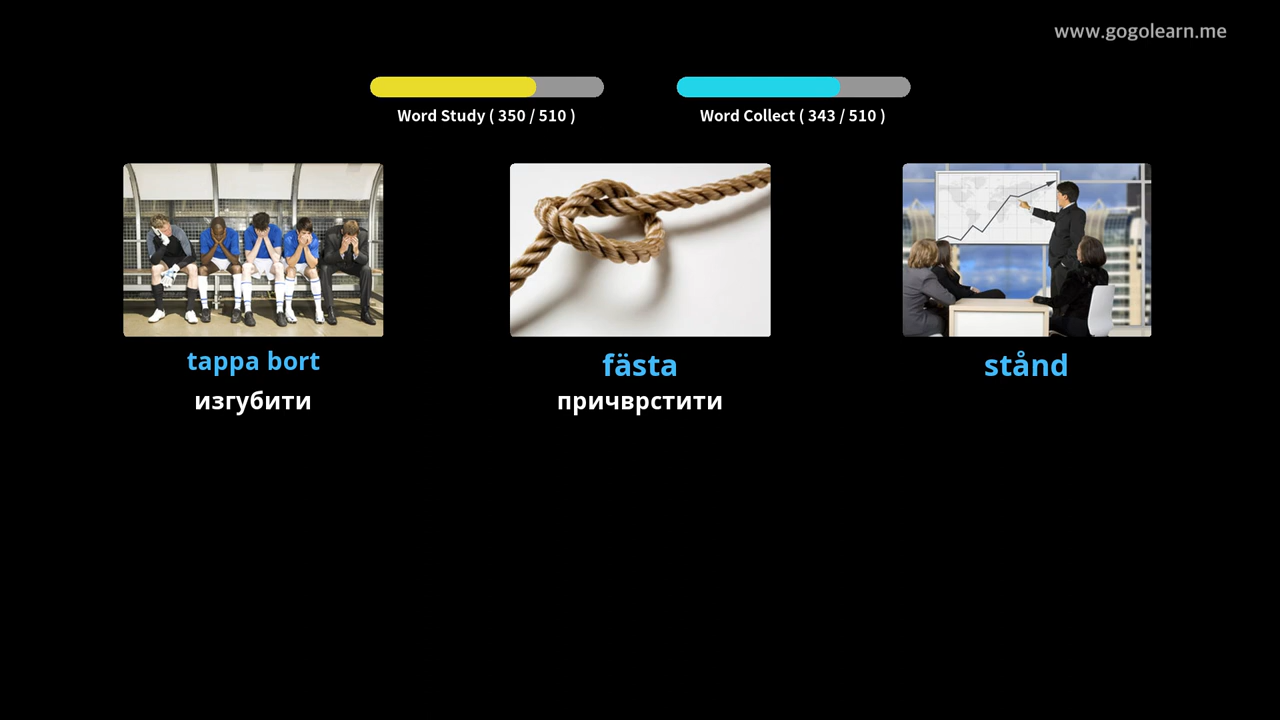 www.gogolearn.me
Word Study ( 350 / 510 )
Word Collect ( 343 / 510 )
tappa bort
fästa
stånd
изгубити
причврстити